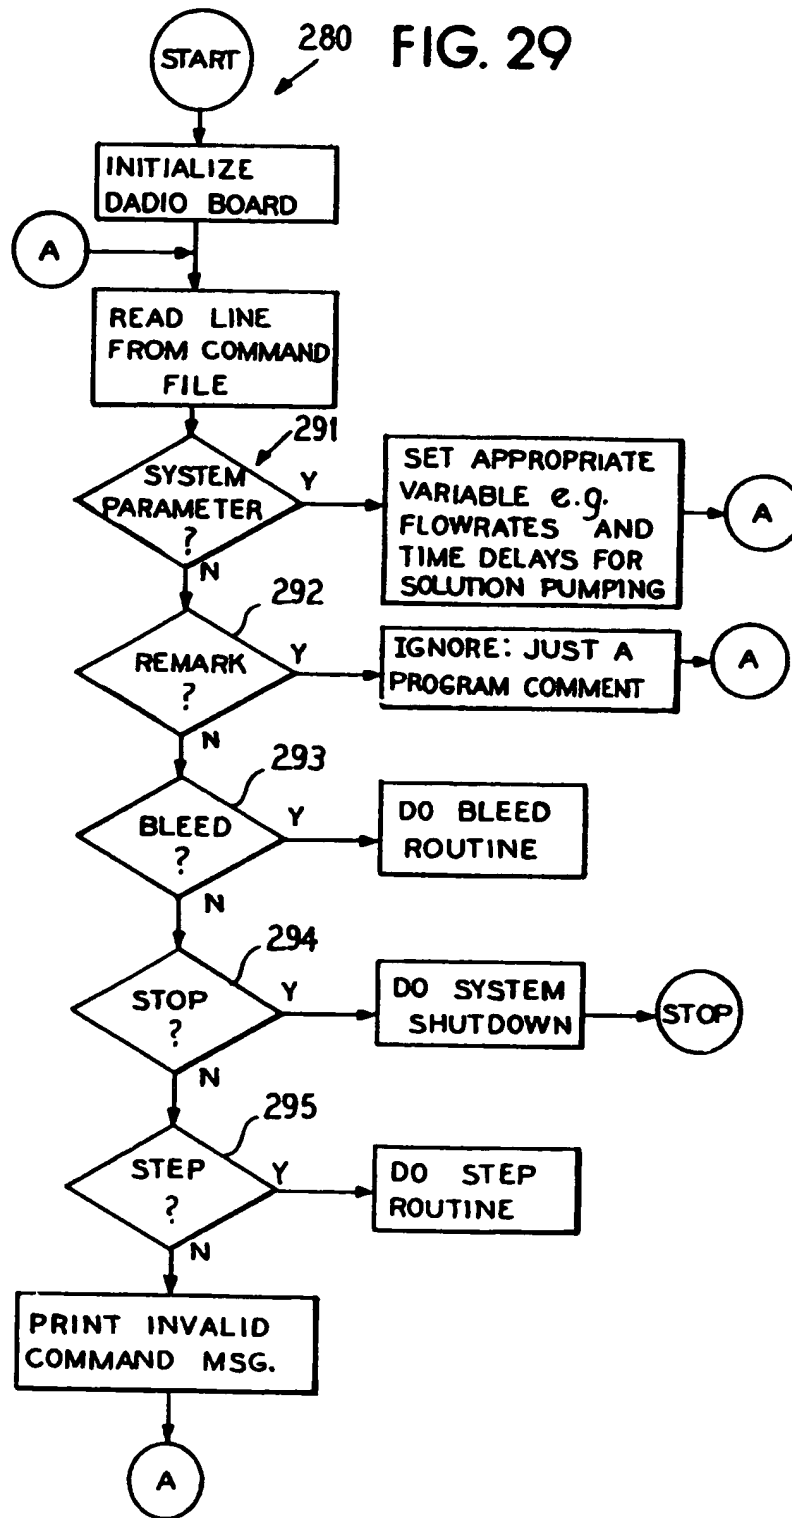 280 FIG. 29
START
INITIALIZE
DADIO BOARD
A
READ LINE
FROM COMMAND
FILE
291
SYSTEM
PARAMETER
?
Y
N
SET APPROPRIATE
VARIABLE e.g.
FLOWRATES AND
TIME DELAYS FOR
SOLUTION PUMPING
A
292
REMARK
?
Y
N
IGNORE: JUST A
PROGRAM COMMENT
A
293
BLEED
?
Y
N
DO BLEED
ROUTINE
294
STOP
?
Y
N
DO SYSTEM
SHUTDOWN
STOP
295
STEP
?
Y
N
DO STEP
ROUTINE
PRINT INVALID
COMMAND MSG.
A